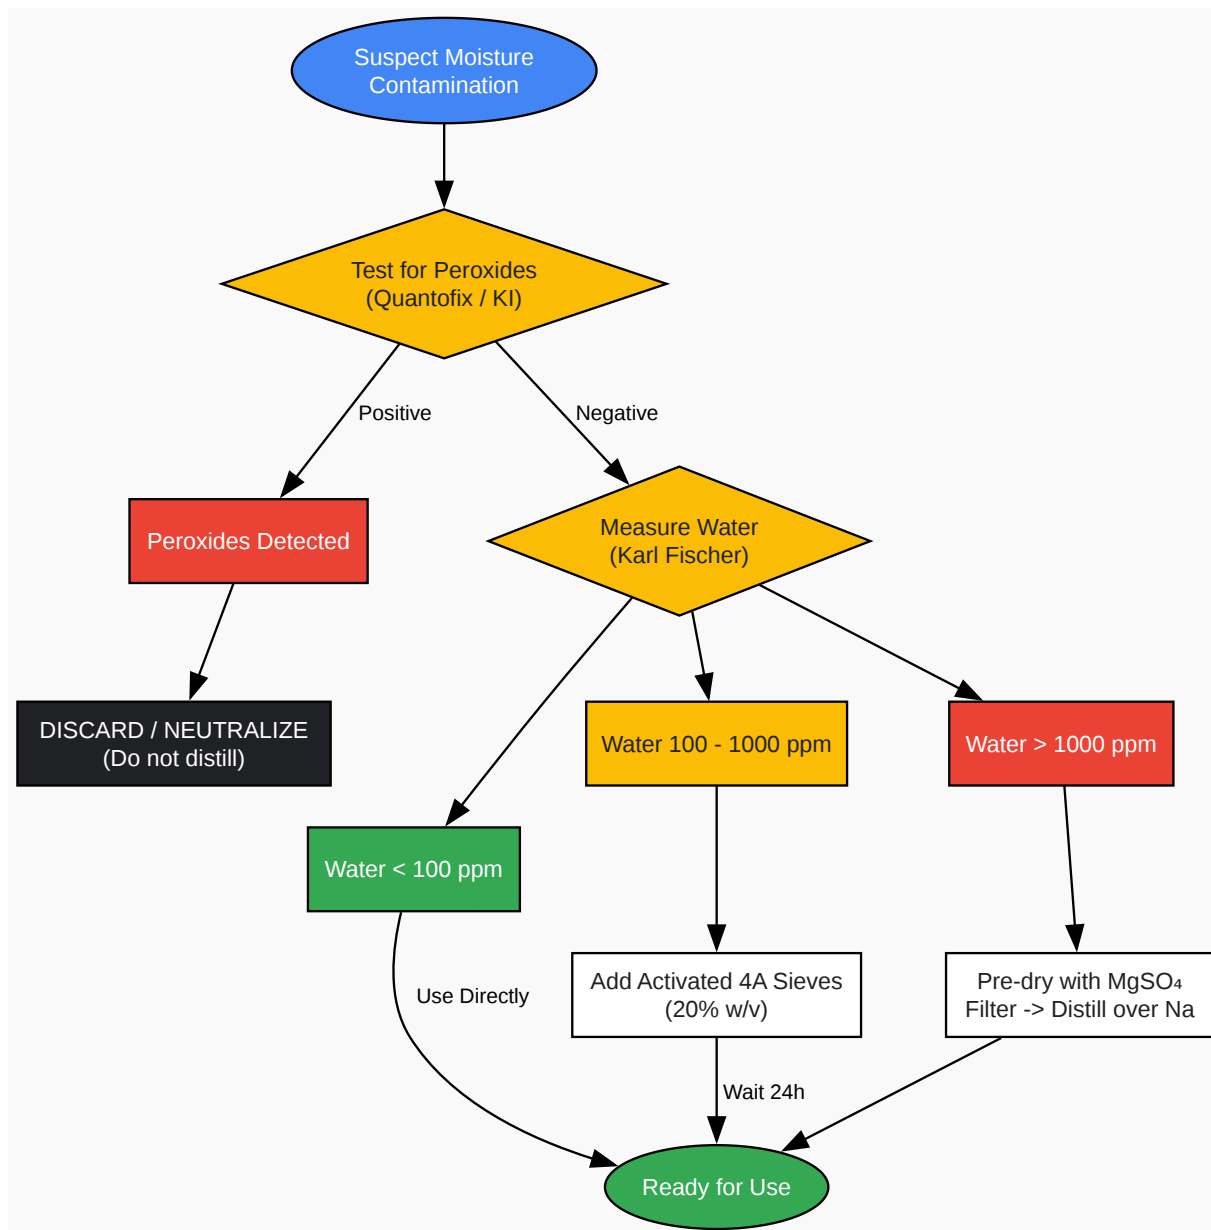 Suspect Moisture
Contamination
Test for Peroxides
(Quantofix / KI)
Positive
Negative
Peroxides Detected
Measure Water
(Karl Fischer)
DISCARD / NEUTRALIZE
(Do not distill)
Water 100 - 1000 ppm
Water > 1000 ppm
Water < 100 ppm
Use Directly
Add Activated 4A Sieves
(20% w/v)
Pre-dry with MgSO₄
Filter -> Distill over Na
Wait 24h
Ready for Use